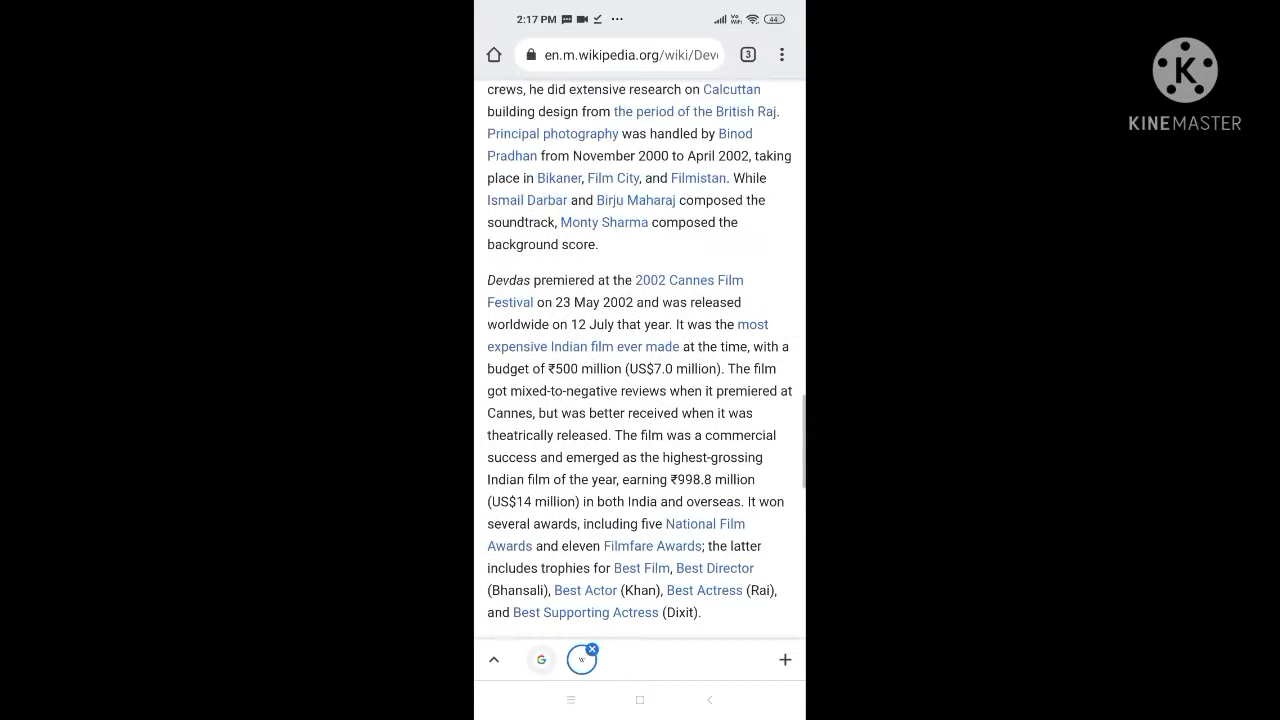 2:17 PM
Vo
WiFi
44
en.m.wikipedia.org/wiki/Dev
3
K
KINEMASTER
crews, he did extensive research on Calcuttan
building design from the period of the British Raj.
Principal photography was handled by Binod
Pradhan from November 2000 to April 2002, taking
place in Bikaner, Film City, and Filmistan. While
Ismail Darbar and Birju Maharaj composed the
soundtrack, Monty Sharma composed the
background score.
Devdas premiered at the 2002 Cannes Film
Festival on 23 May 2002 and was released
worldwide on 12 July that year. It was the most
expensive Indian film ever made at the time, with a
budget of ₹500 million (US$7.0 million). The film
got mixed-to-negative reviews when it premiered at
Cannes, but was better received when it was
theatrically released. The film was a commercial
success and emerged as the highest-grossing
Indian film of the year, earning ₹998.8 million
(US$14 million) in both India and overseas. It won
several awards, including five National Film
Awards and eleven Filmfare Awards; the latter
includes trophies for Best Film, Best Director
(Bhansali), Best Actor (Khan), Best Actress (Rai),
and Best Supporting Actress (Dixit).
G
W